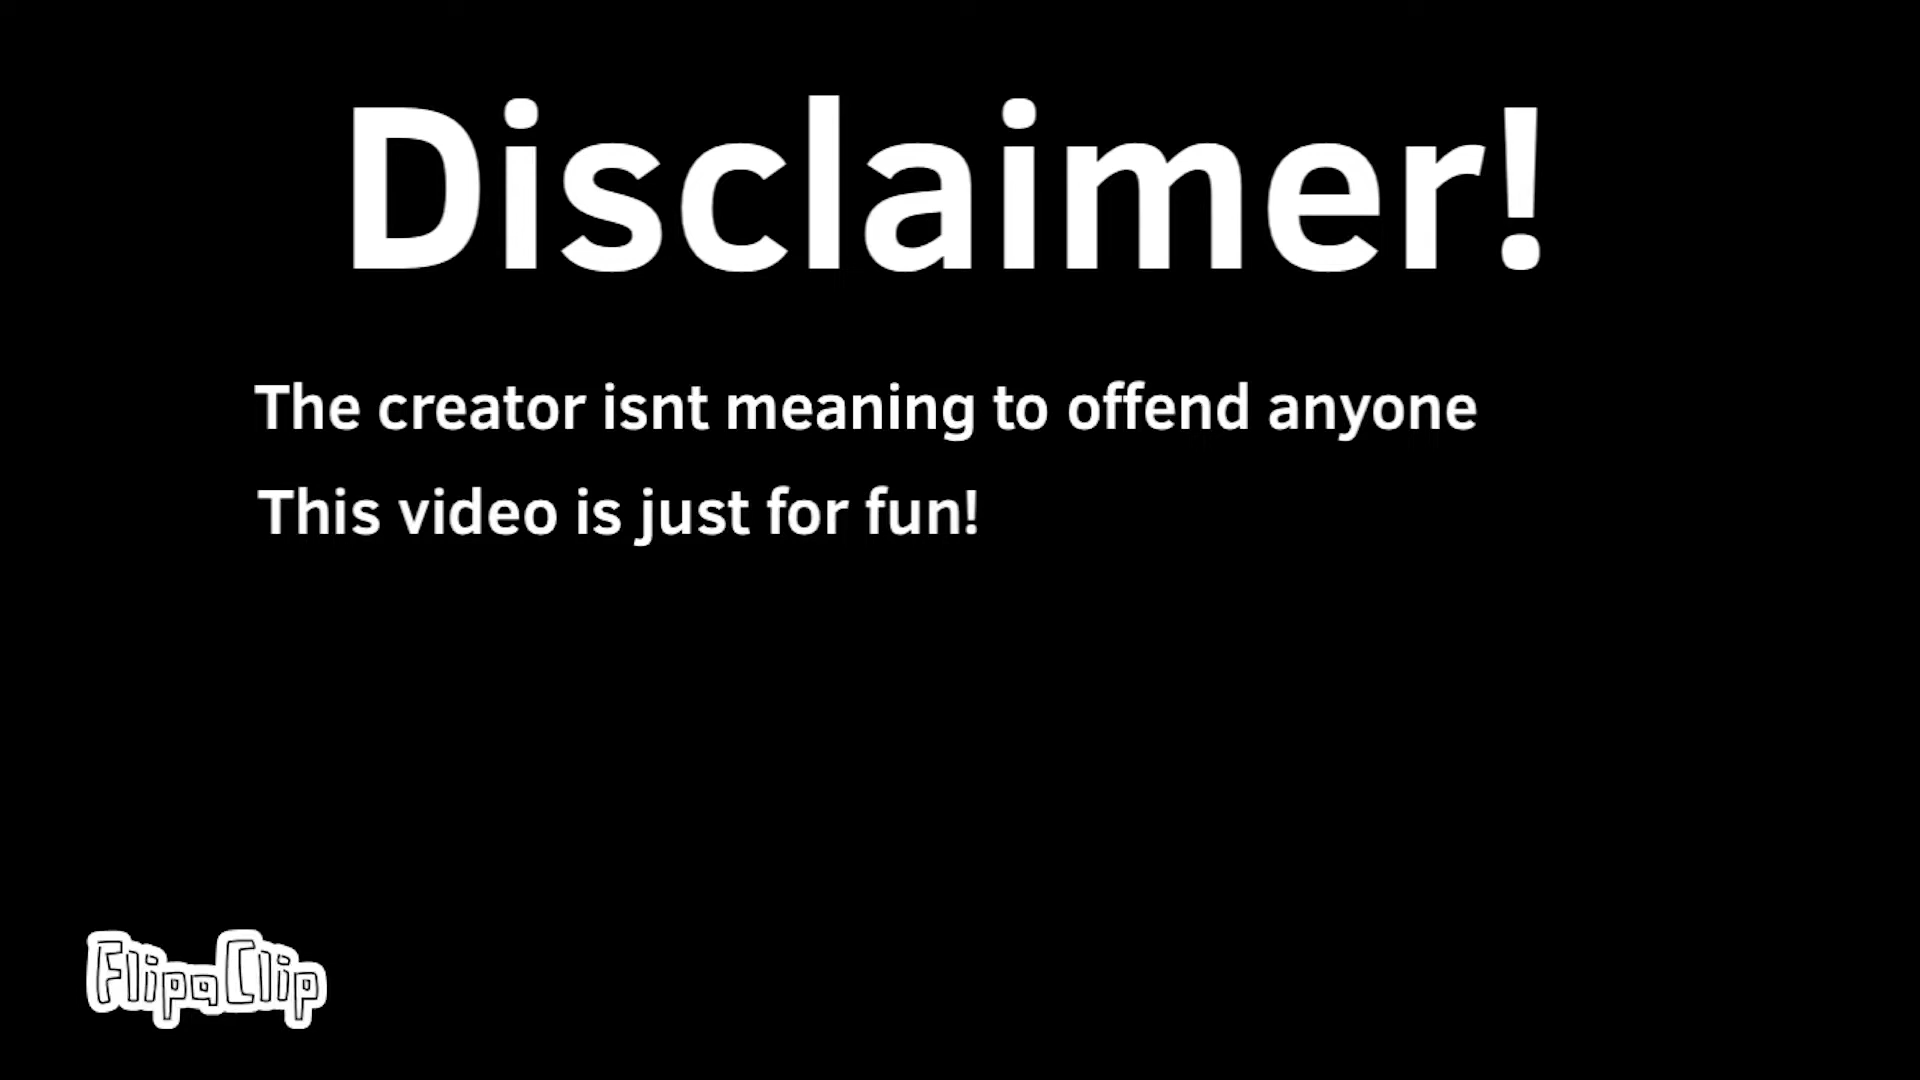 Disclaimer!
The creator isnt meaning to offend anyone
This video is just for fun!
FlipaClip